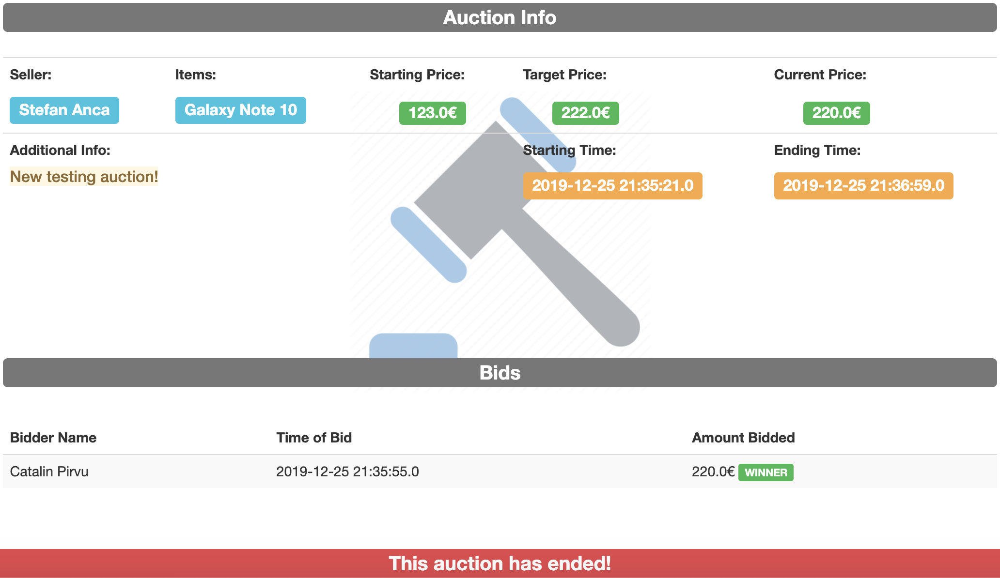 Auction Info
Seller: Items: Starting Price: Target Price: Current Price:
Stefan Anca Galaxy Note 10 123.0€ 222.0€ 220.0€
Additional Info: Starting Time: Ending Time:
New testing auction! 2019-12-25 21:35:21.0 2019-12-25 21:36:59.0
Bids
Bidder Name Time of Bid Amount Bidded
Catalin Pirvu 2019-12-25 21:35:55.0 220.0€ WINNER
This auction has ended!